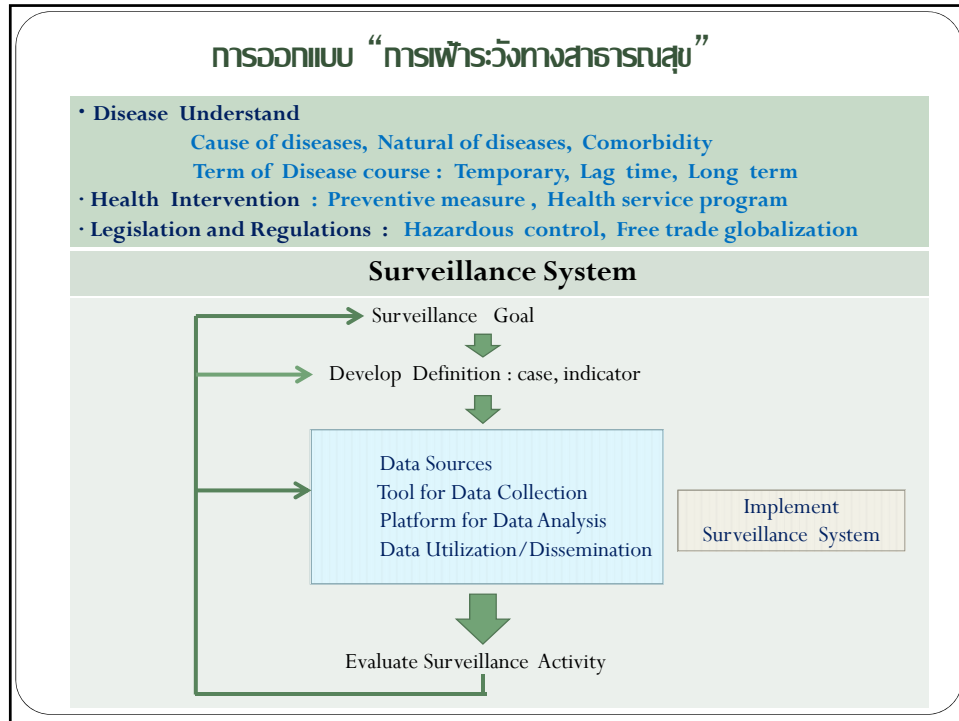 การออกแบบ “การเฝ้าระวังทางสาธารณสุข”
· Disease Understand
Cause of diseases, Natural of diseases, Comorbidity
Term of Disease course : Temporary, Lag time, Long term
· Health Intervention : Preventive measure , Health service program
· Legislation and Regulations : Hazardous control, Free trade globalization
Surveillance System
Surveillance Goal
Develop Definition : case, indicator
Data Sources
Tool for Data Collection
Platform for Data Analysis
Data Utilization/Dissemination
Implement
Surveillance System
Evaluate Surveillance Activity